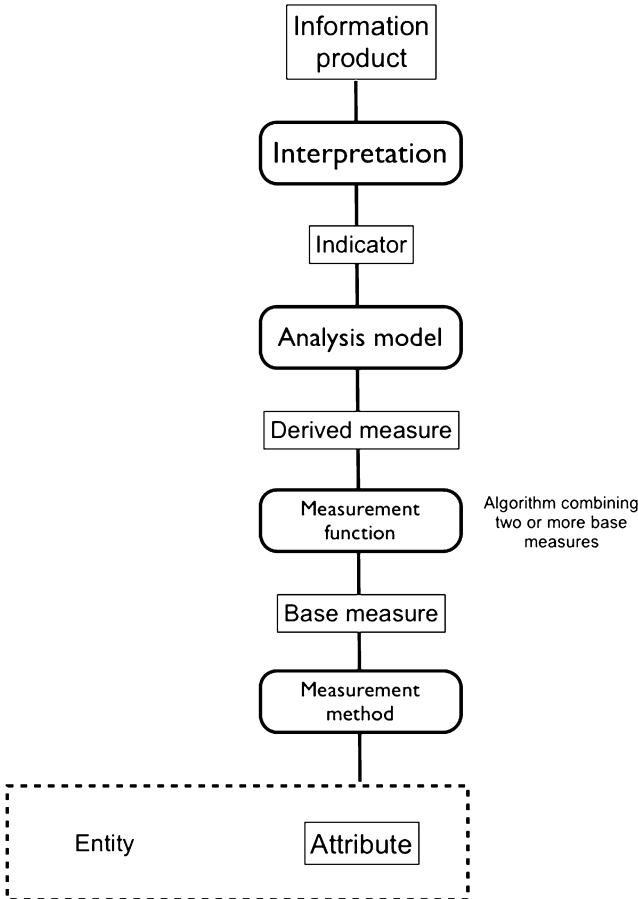 Information
product
Interpretation
Indicator
Analysis model
Derived measure
Measurement
function
Algorithm combining
two or more base
measures
Base measure
Measurement
method
Entity
Attribute